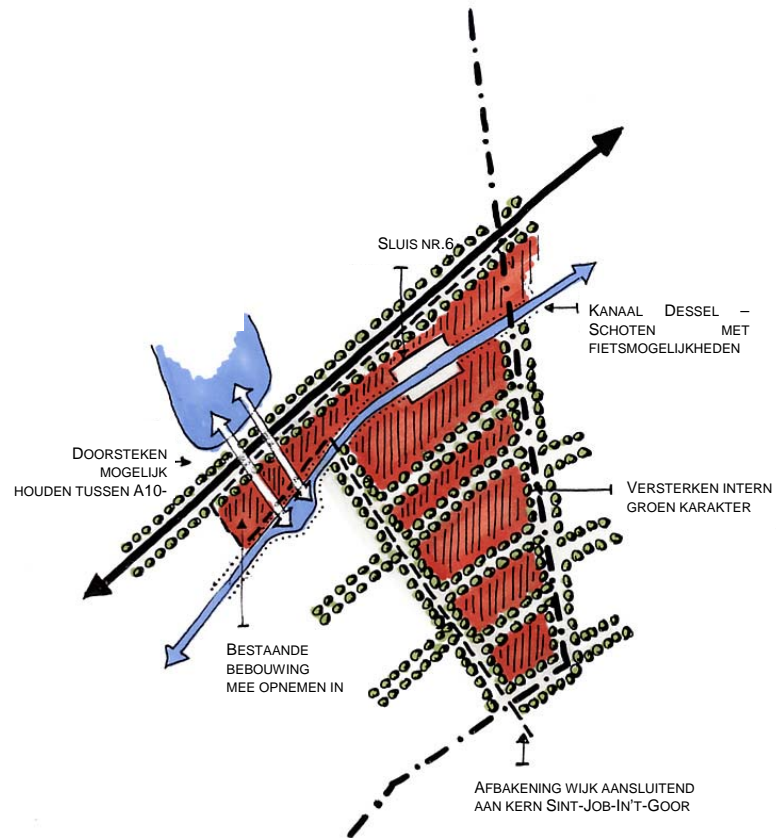 SLUIS NR.6
KANAAL DESSEL –
SCHOTEN MET
FIETSMOGELIJKHEDEN
DOORSTEKEN
MOGELIJK
HOUDEN TUSSEN A10-
VERSTERKEN INTERN
GROEN KARAKTER
BESTAANDE
BEBOUWING
MEE OPNEMEN IN
AFBAKENING WIJK AANSLUITEND
AAN KERN SINT-JOB-IN'T-GOOR